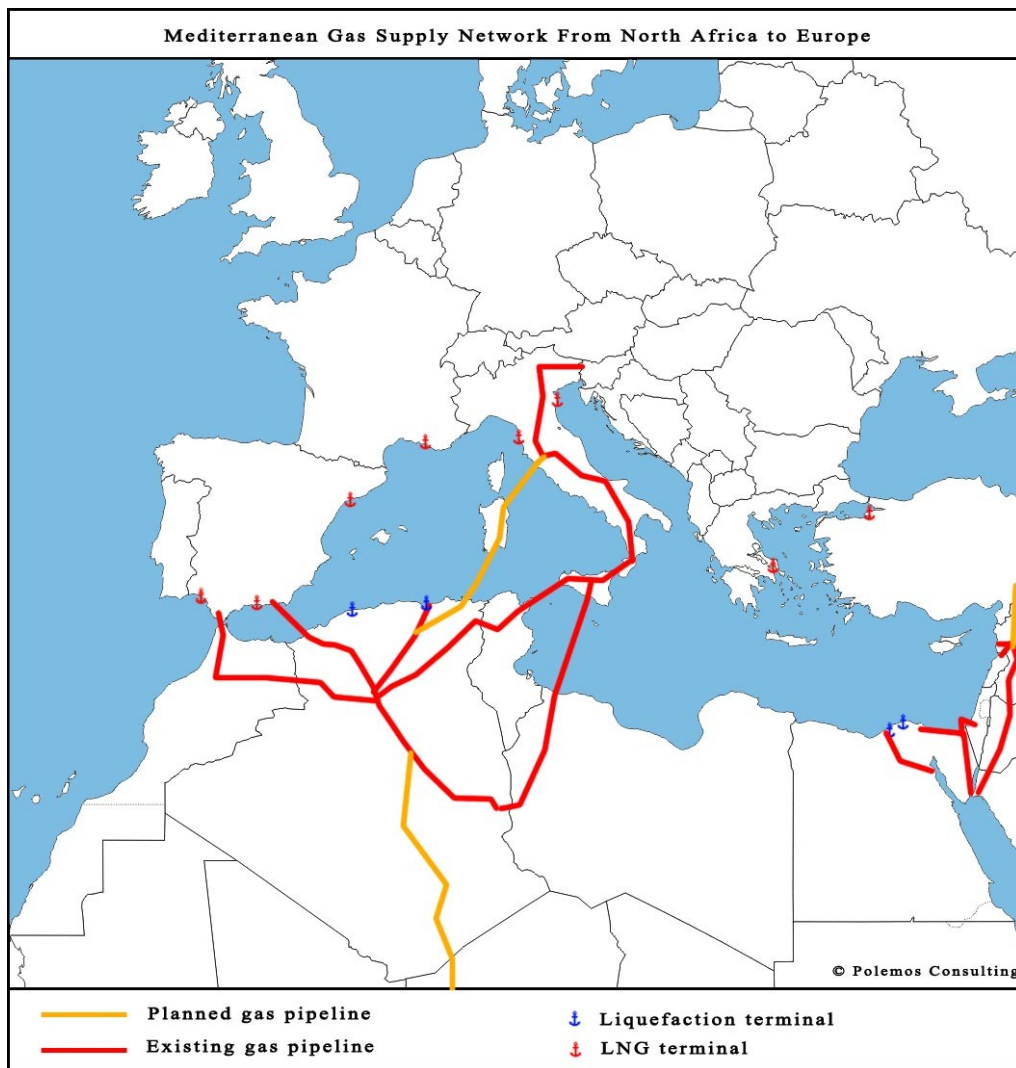 Mediterranean Gas Supply Network From North Africa to Europe
© Polemos Consulting
Planned gas pipeline
Existing gas pipeline
Liquefaction terminal
LNG terminal